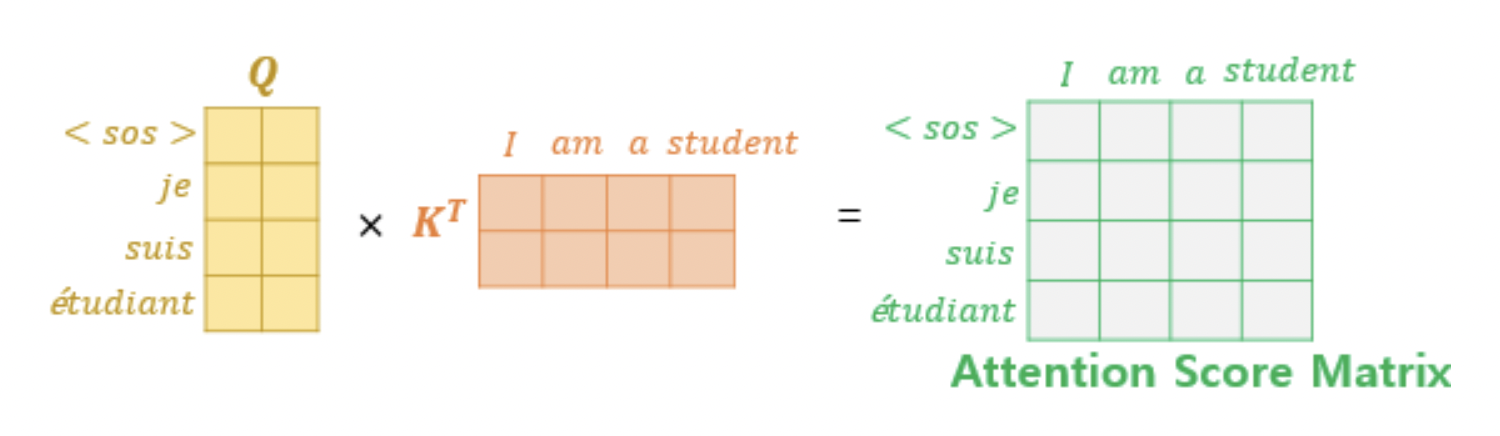 Q
< sos >
je
suis
étudiant
×
K^T
I am a student
=
I am a student
< sos >
je
suis
étudiant
Attention Score Matrix